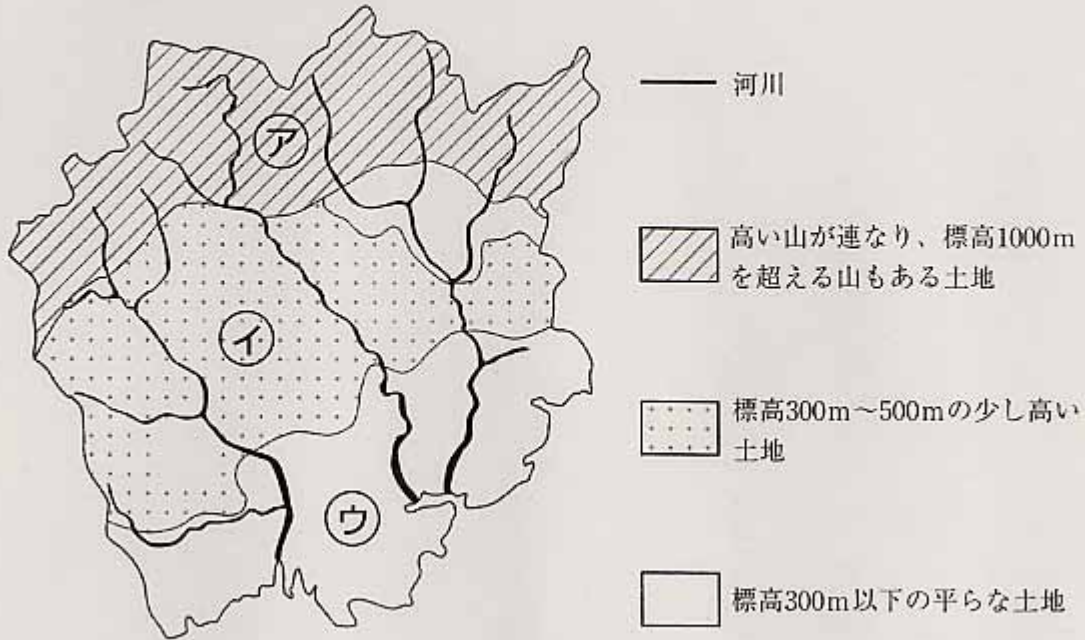 ア
イ
ウ
河川
高い山が連なり、標高1000m
を超える山もある土地
標高300m〜500mの少し高い
土地
標高300m以下の平らな土地